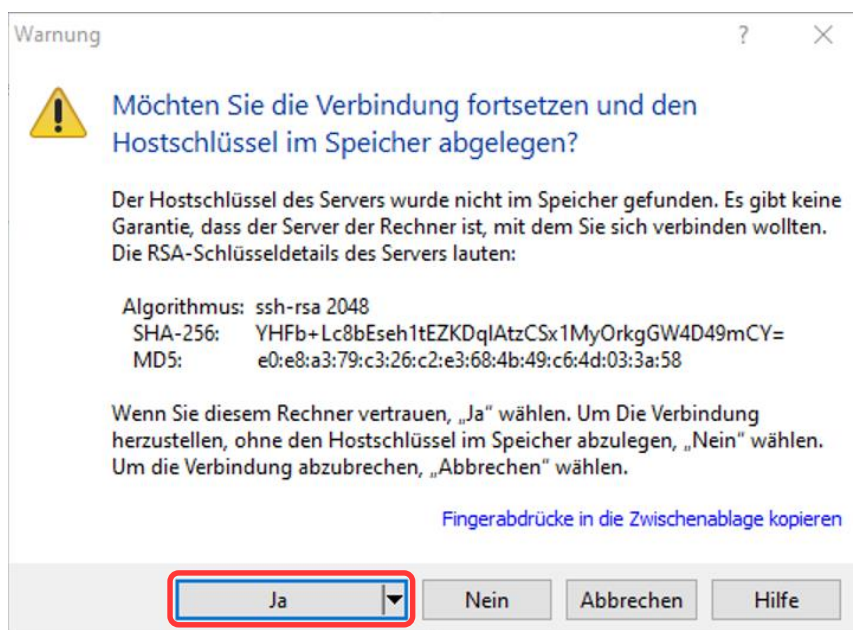 Warnung
Möchten Sie die Verbindung fortsetzen und den
Hostschlüssel im Speicher abgelegen?
Der Hostschlüssel des Servers wurde nicht im Speicher gefunden. Es gibt keine
Garantie, dass der Server der Rechner ist, mit dem Sie sich verbinden wollten.
Die RSA-Schlüsseldetails des Servers lauten:
Algorithmus: ssh-rsa 2048
SHA-256: YHFb+Lc8bEseh1tEZKDqlAtzCSx1MyOrkgGW4D49mCY=
MD5: e0:e8:a3:79:c3:26:c2:e3:68:4b:49:c6:4d:03:3a:58
Wenn Sie diesem Rechner vertrauen, „Ja“ wählen. Um Die Verbindung
herzustellen, ohne den Hostschlüssel im Speicher abzulegen, „Nein“ wählen.
Um die Verbindung abzubrechen, „Abbrechen“ wählen.
Fingerabdrücke in die Zwischenablage kopieren
Ja Nein Abbrechen Hilfe